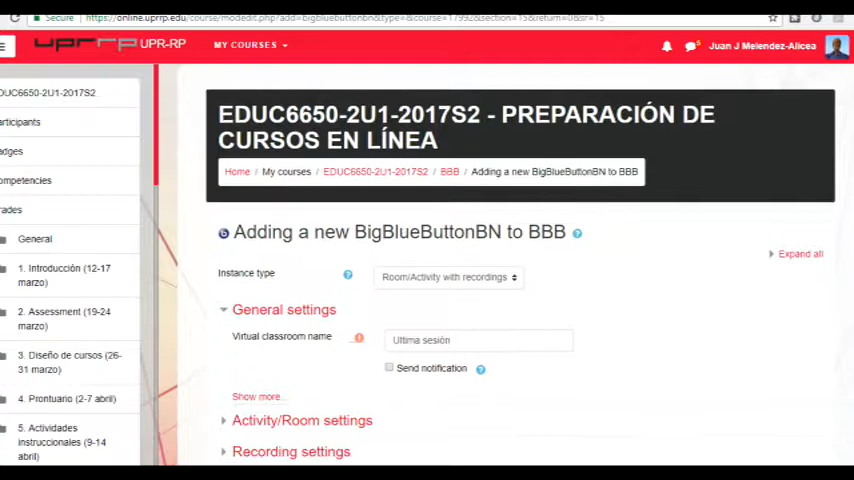 Secure https://online.uprrp.edu/course/modedit.php?add=bigbluebuttonbn&type=&course=17992&section=15&return=0&sr=15
uprrp UPR-RP MY COURSES Juan J Melendez-Alicea
DUC6650-2U1-2017S2
articipants
adges
ompetencies
rades
General
1. Introducción (12-17
marzo)
2. Assessment (19-24
marzo)
3. Diseño de cursos (26-
31 marzo)
4. Prontuario (2-7 abril)
5. Actividades
instruccionales (9-14
abril)
EDUC6650-2U1-2017S2 - PREPARACIÓN DE
CURSOS EN LÍNEA
Home / My courses / EDUC6650-2U1-2017S2 / BBB / Adding a new BigBlueButtonBN to BBB
Adding a new BigBlueButtonBN to BBB
Expand all
Instance type Room/Activity with recordings
General settings
Virtual classroom name Ultima sesión
Send notification
Show more...
Activity/Room settings
Recording settings